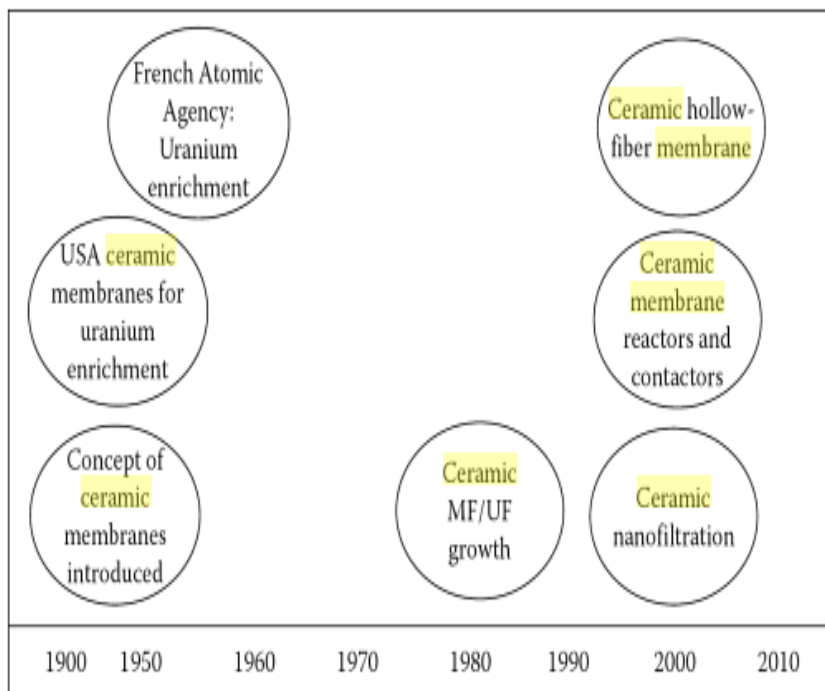 French Atomic
Agency:
Uranium
enrichment
Ceramic hollow-
fiber membrane
USA ceramic
membranes for
uranium
enrichment
Ceramic
membrane
reactors and
contactors
Concept of
ceramic
membranes
introduced
Ceramic
MF/UF
growth
Ceramic
nanofiltration
1900 1950 1960 1970 1980 1990 2000 2010